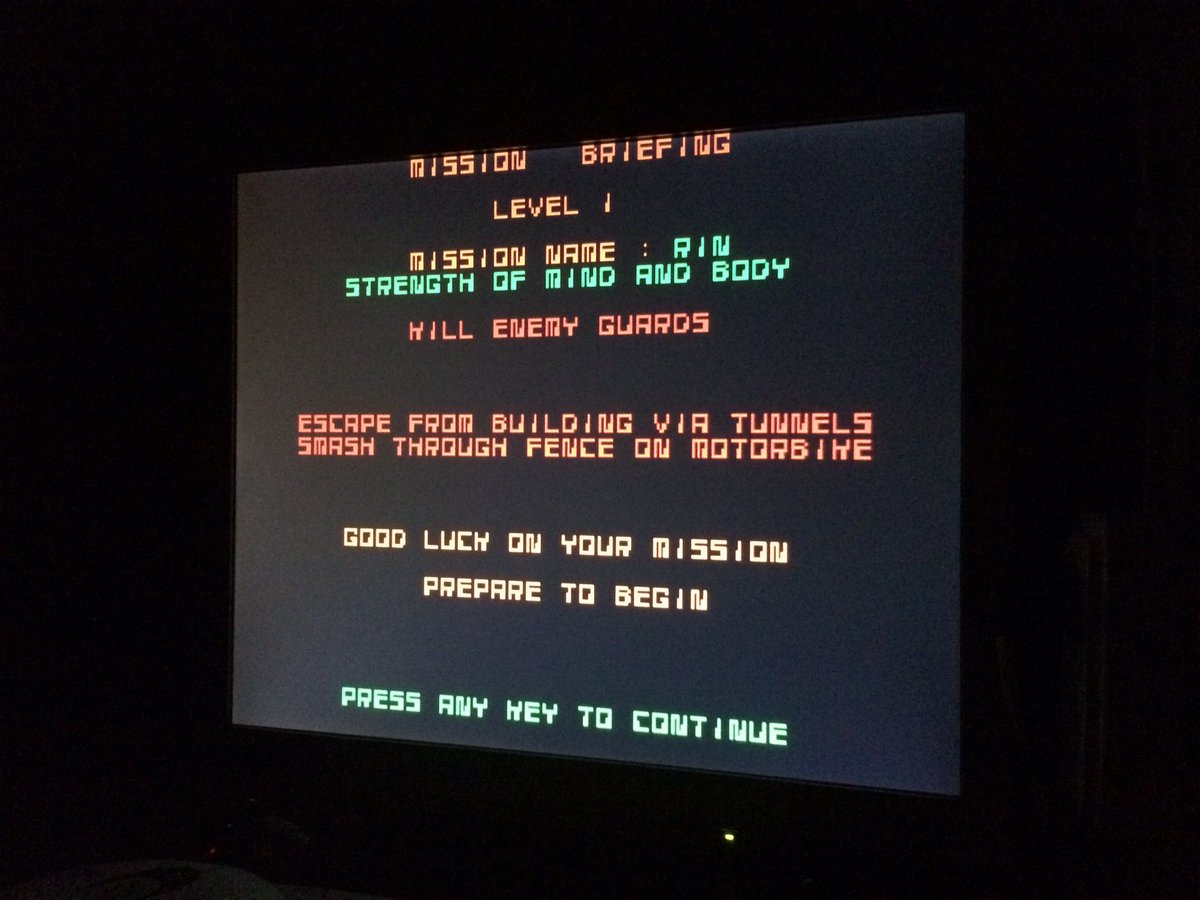 MISSION BRIEFING
LEVEL 1
MISSION NAME : RIN
STRENGTH OF MIND AND BODY
KILL ENEMY GUARDS
ESCAPE FROM BUILDING VIA TUNNELS
SMASH THROUGH FENCE ON MOTORBIKE
GOOD LUCK ON YOUR MISSION
PREPARE TO BEGIN
PRESS ANY KEY TO CONTINUE